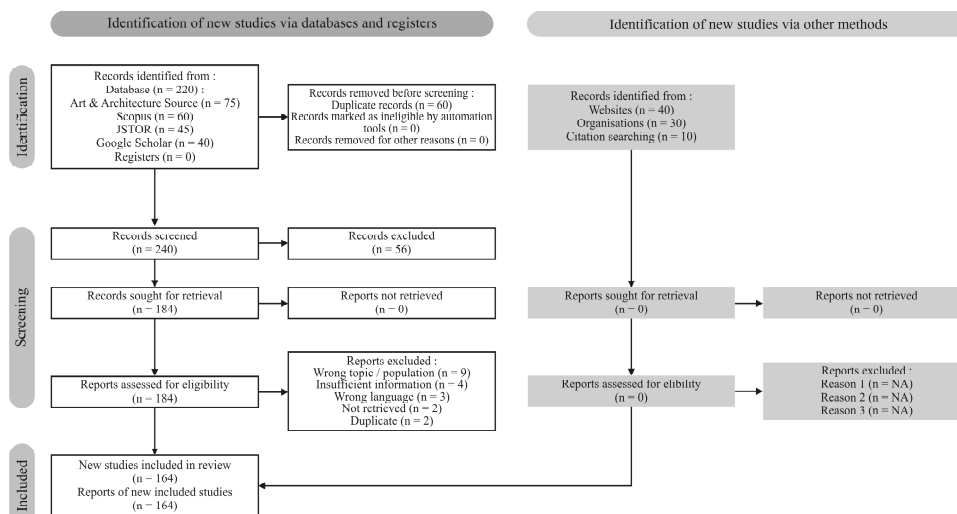 Identification of new studies via databases and registers
Identification of new studies via other methods
Identification
Records identified from :
Database (n = 220) :
Art & Architecture Source (n = 75)
Scopus (n = 60)
JSTOR (n = 45)
Google Scholar (n = 40)
Registers (n = 0)
Records removed before screening :
Duplicate records (n = 60)
Records marked as ineligible by automation
tools (n = 0)
Records removed for other reasons (n = 0)
Records identified from :
Websites (n = 40)
Organisations (n = 30)
Citation searching (n = 10)
Screening
Records screened
(n = 240)
Records excluded
(n = 56)
Records sought for retrieval
(n = 184)
Reports not retrieved
(n = 0)
Reports sought for retrieval
(n = 0)
Reports not retrieved
(n = 0)
Reports assessed for eligibility
(n = 184)
Reports excluded :
Wrong topic / population (n = 9)
Insufficient information (n = 4)
Wrong language (n = 3)
Not retrieved (n = 2)
Duplicate (n = 2)
Reports assessed for elibility
(n = 0)
Reports excluded :
Reason 1 (n = NA)
Reason 2 (n = NA)
Reason 3 (n = NA)
Included
New studies included in review
(n = 164)
Reports of new included studies
(n = 164)